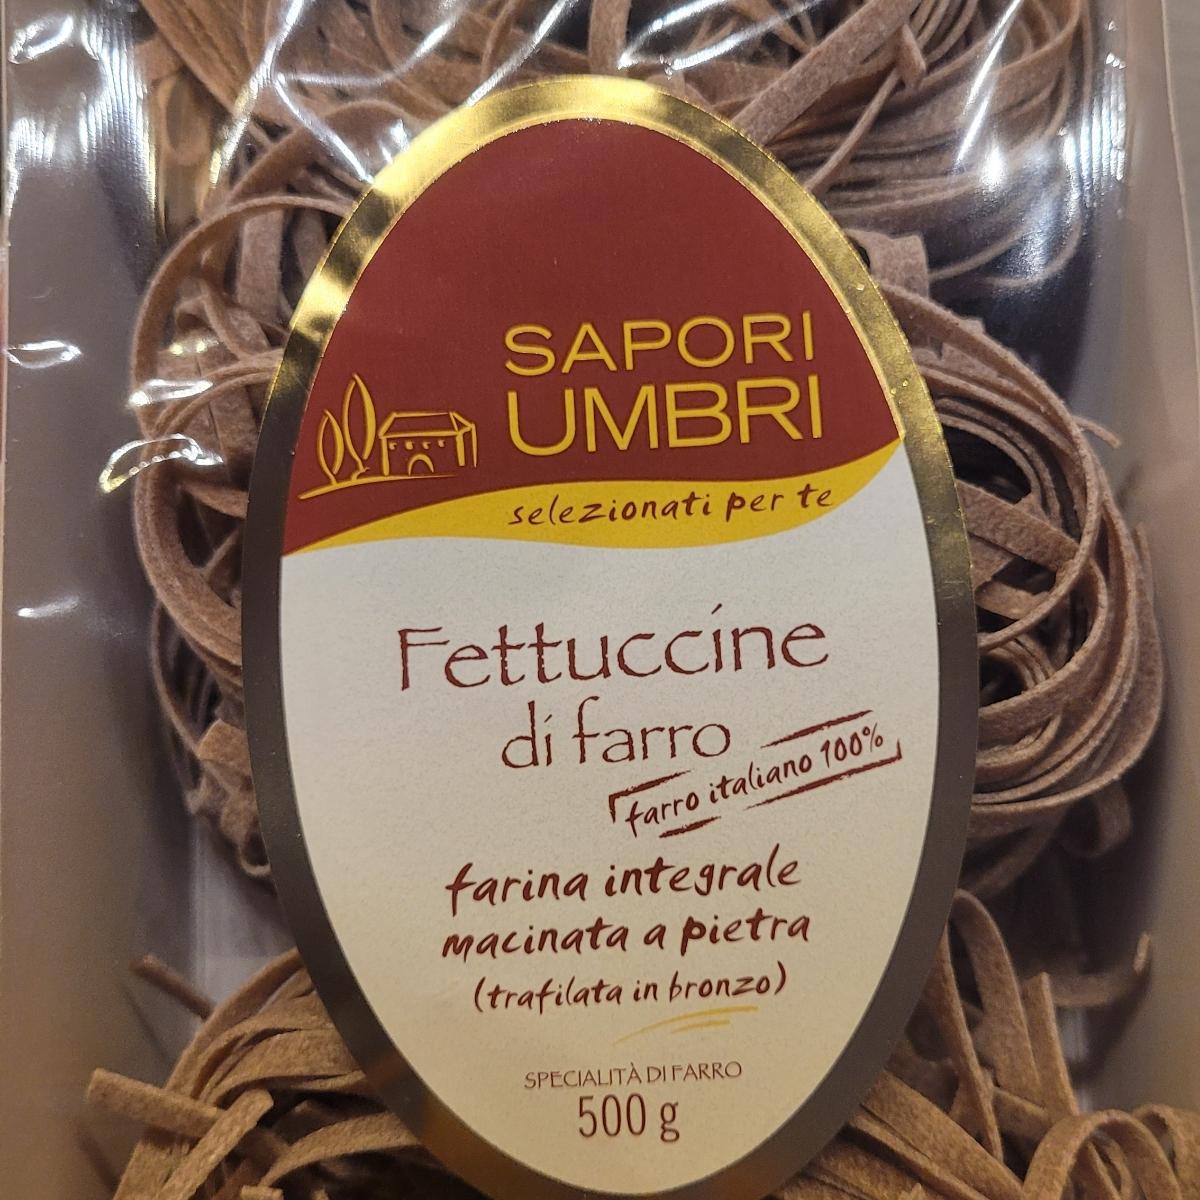 SAPORI
UMBRI
selezionati per te
Fettuccine
di farro
farro italiano 100%
farina integrale
macinata a pietra
(trafilata in bronzo)
SPECIALITÀ DI FARRO
500 g